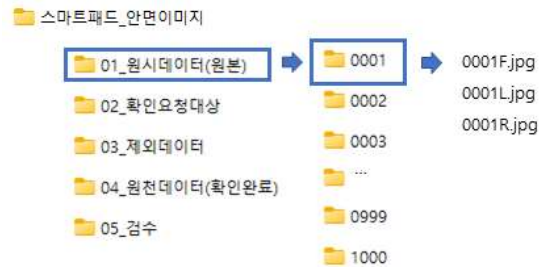 스마트패드_안면이미지
01_원시데이터(원본)
02_확인요청대상
03_제외데이터
04_원천데이터(확인완료)
05_검수
0001
0002
0003
...
0999
1000
0001F.jpg
0001L.jpg
0001R.jpg